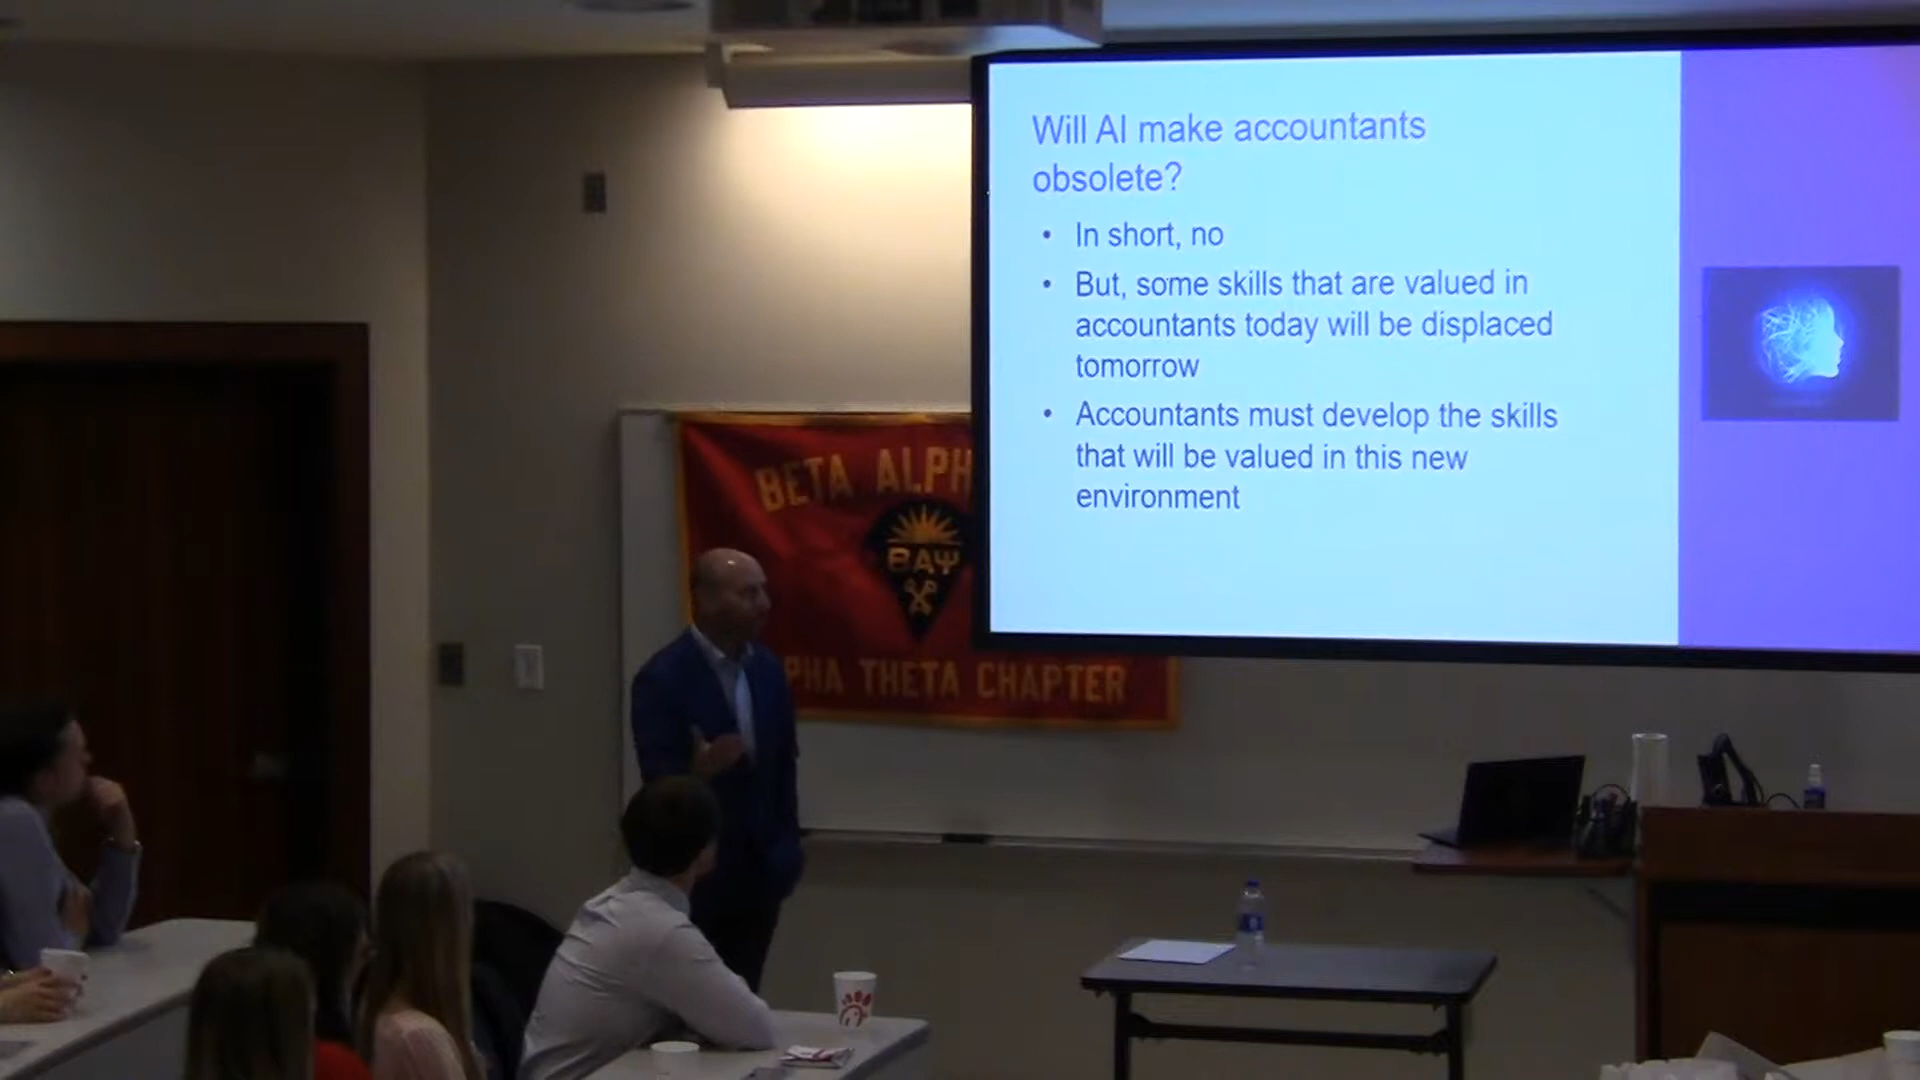 Will AI make accountants
obsolete?
• In short, no
• But, some skills that are valued in
accountants today will be displaced
tomorrow
• Accountants must develop the skills
that will be valued in this new
environment
BETA ALPH
ΒΑΨ
PHA THETA CHAPTER